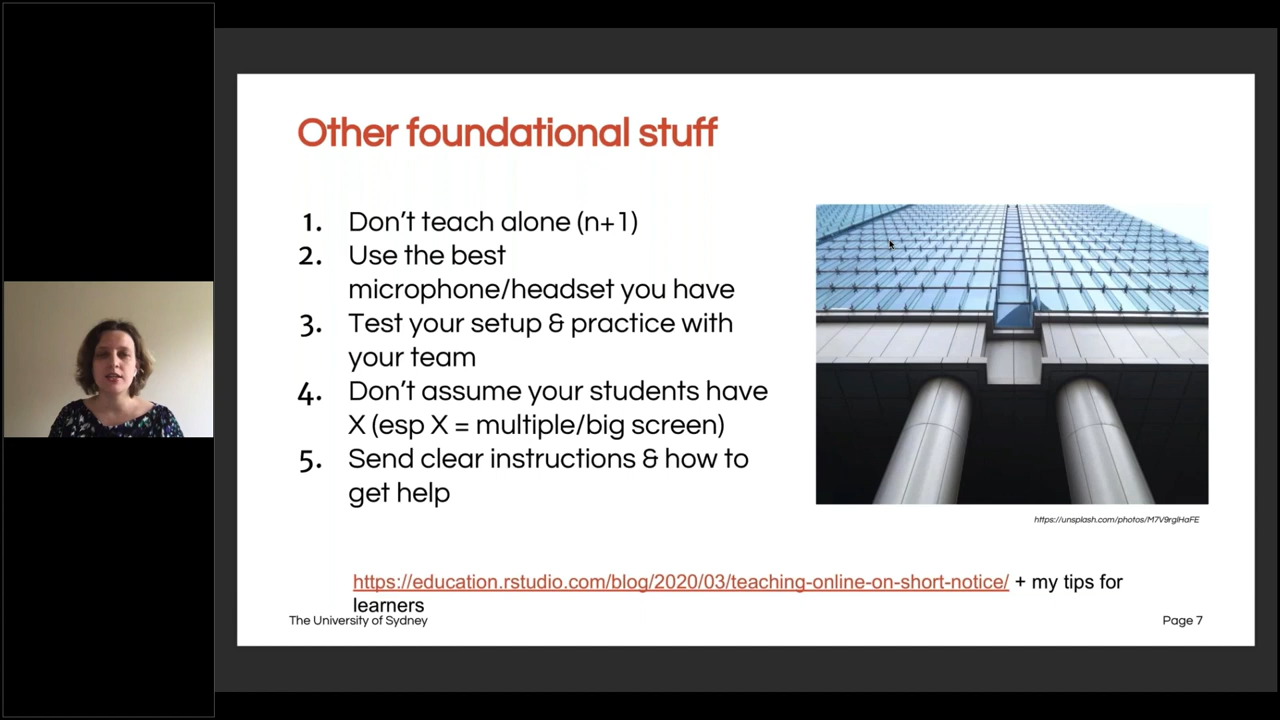 Other foundational stuff
1. Don't teach alone (n+1)
2. Use the best
microphone/headset you have
3. Test your setup & practice with
your team
4. Don't assume your students have
X (esp X = multiple/big screen)
5. Send clear instructions & how to
get help
https://unsplash.com/photos/M7V9rglHaFE
https://education.rstudio.com/blog/2020/03/teaching-online-on-short-notice/ + my tips for
learners
The University of Sydney
Page 7